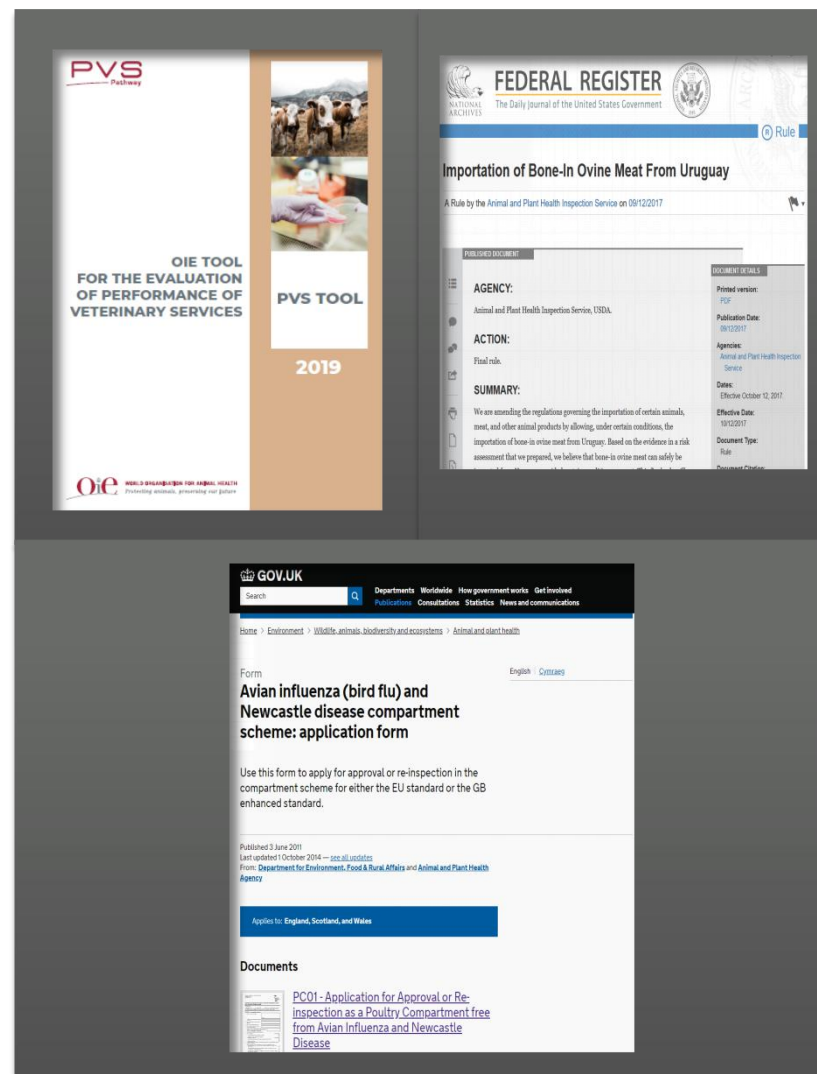 PVS
Pathway
OIE TOOL
FOR THE EVALUATION
OF PERFORMANCE OF
VETERINARY SERVICES
PVS TOOL
2019
OiE
WORLD ORGANISATION FOR ANIMAL HEALTH
Protecting animals, preserving our future
NATIONAL
ARCHIVES
FEDERAL REGISTER
The Daily Journal of the United States Government
Rule
Importation of Bone-In Ovine Meat From Uruguay
A Rule by the Animal and Plant Health Inspection Service on 09/12/2017
PUBLISHED DOCUMENT
AGENCY:
Animal and Plant Health Inspection Service, USDA.
ACTION:
Final rule.
SUMMARY:
We are amending the regulations governing the importation of certain animals,
meat, and other animal products by allowing, under certain conditions, the
importation of bone-in ovine meat from Uruguay. Based on the evidence in a risk
assessment that we prepared, we believe that bone-in ovine meat can safely be
DOCUMENT DETAILS
Printed version:
PDF
Publication Date:
09/12/2017
Agencies:
Animal and Plant Health Inspection
Service
Dates:
Effective October 12, 2017
Effective Date:
10/12/2017
Document Type:
Rule
Document Citation:
GOV.UK
Search
Departments Worldwide How government works Get involved
Publications Consultations Statistics News and communications
Home > Environment > Wildlife, animals, biodiversity and ecosystems > Animal and plant health
English Cymraeg
Form
Avian influenza (bird flu) and
Newcastle disease compartment
scheme: application form
Use this form to apply for approval or re-inspection in the
compartment scheme for either the EU standard or the GB
enhanced standard.
Published 3 June 2011
Last updated 1 October 2014 — see all updates
From: Department for Environment, Food & Rural Affairs and Animal and Plant Health
Agency
Applies to: England, Scotland, and Wales
Documents
PC01 - Application for Approval or Re-
inspection as a Poultry Compartment free
from Avian Influenza and Newcastle
Disease